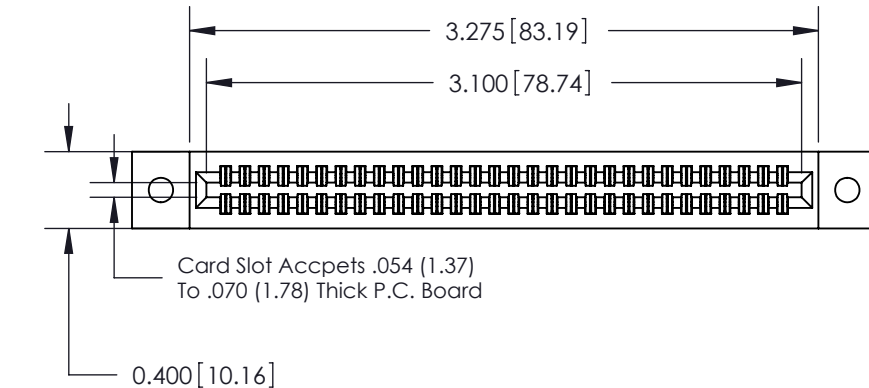 3.275[83.19]
3.100[78.74]
Card Slot Accpets .054 (1.37)
To .070 (1.78) Thick P.C. Board
0.400[10.16]